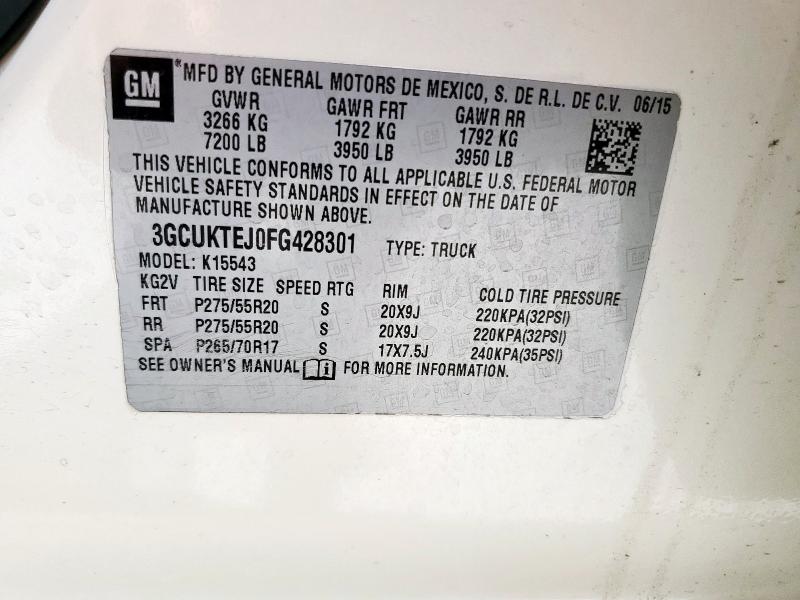 GM *MFD BY GENERAL MOTORS DE MEXICO, S. DE R.L. DE C.V. 06/15
GVWR GAWR FRT GAWR RR
3266 KG 1792 KG 1792 KG
7200 LB 3950 LB 3950 LB
THIS VEHICLE CONFORMS TO ALL APPLICABLE U.S. FEDERAL MOTOR
VEHICLE SAFETY STANDARDS IN EFFECT ON THE DATE OF
MANUFACTURE SHOWN ABOVE.
3GCUKTEJ0FG428301 TYPE: TRUCK
MODEL: K15543
KG2V TIRE SIZE SPEED RTG RIM COLD TIRE PRESSURE
FRT P275/55R20 S 20X9J 220KPA(32PSI)
RR P275/55R20 S 20X9J 220KPA(32PSI)
SPA P265/70R17 S 17X7.5J 240KPA(35PSI)
SEE OWNER'S MANUAL i FOR MORE INFORMATION.